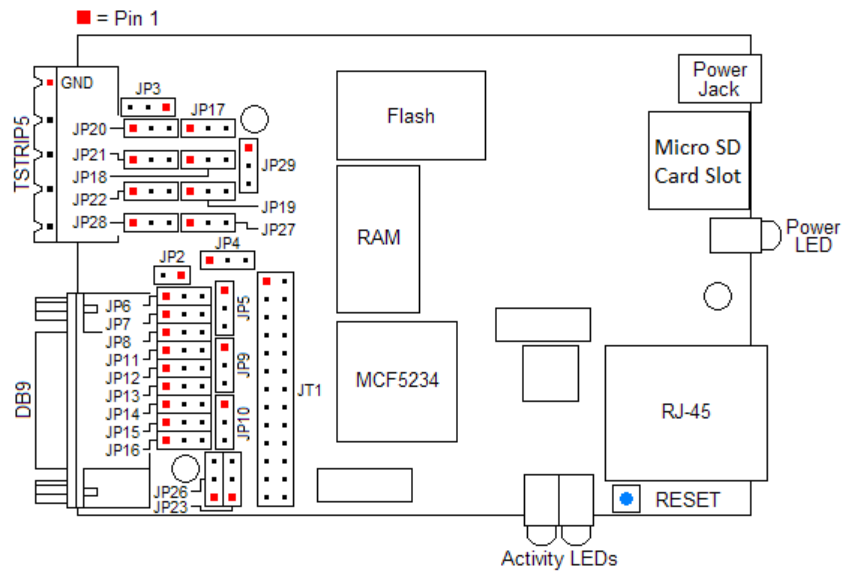 = Pin 1
GND
JP3
JP17
Power
Jack
TSTRIP5
JP20
Flash
JP21
JP18
JP29
Micro SD
Card Slot
JP22
JP19
JP28
JP27
RAM
Power
LED
JP4
JP2
JP6
JP5
JP7
JP8
JP11
JP9
JP12
JP13
JP14
JP10
JP15
JP16
JT1
DB9
MCF5234
RJ-45
JP26
JP23
RESET
Activity LEDs